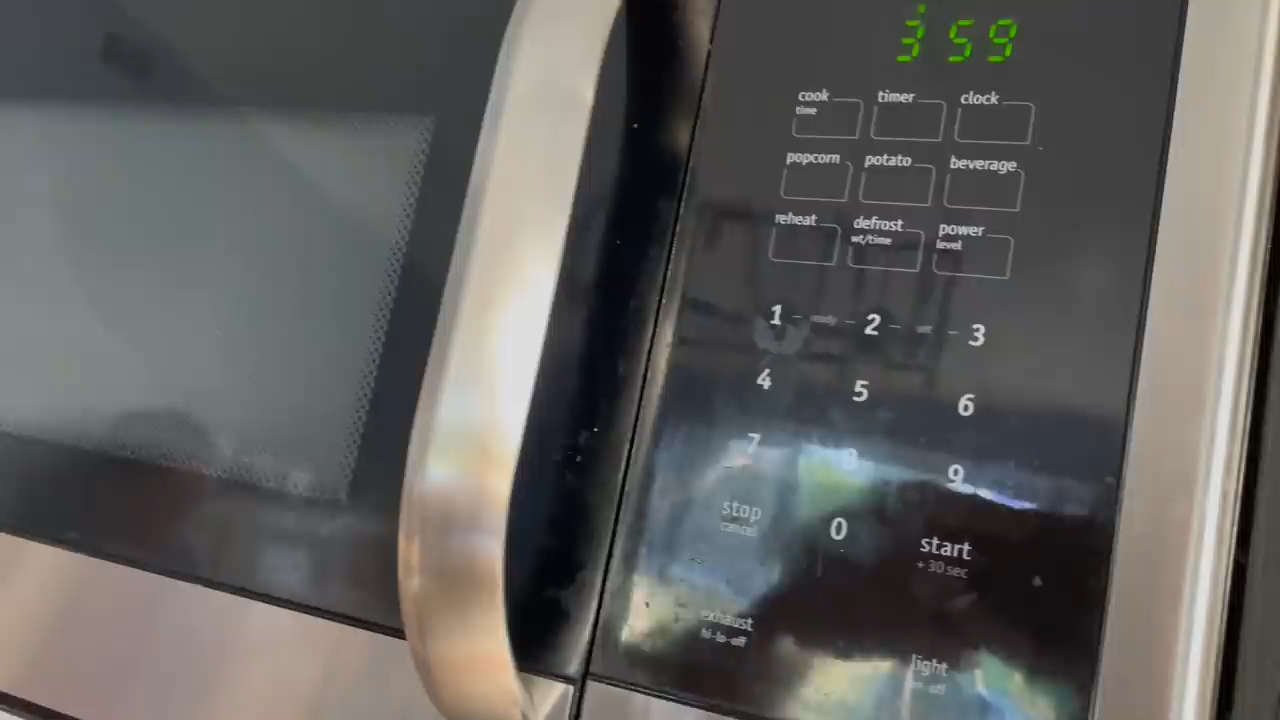 3 59
cook timer clock
time
popcorn potato beverage
reheat defrost power
wt/time level
1 2 3
4 5 6
7 8 9
stop 0 start
cancel + 30 sec
exhaust
hi-lo-off
light